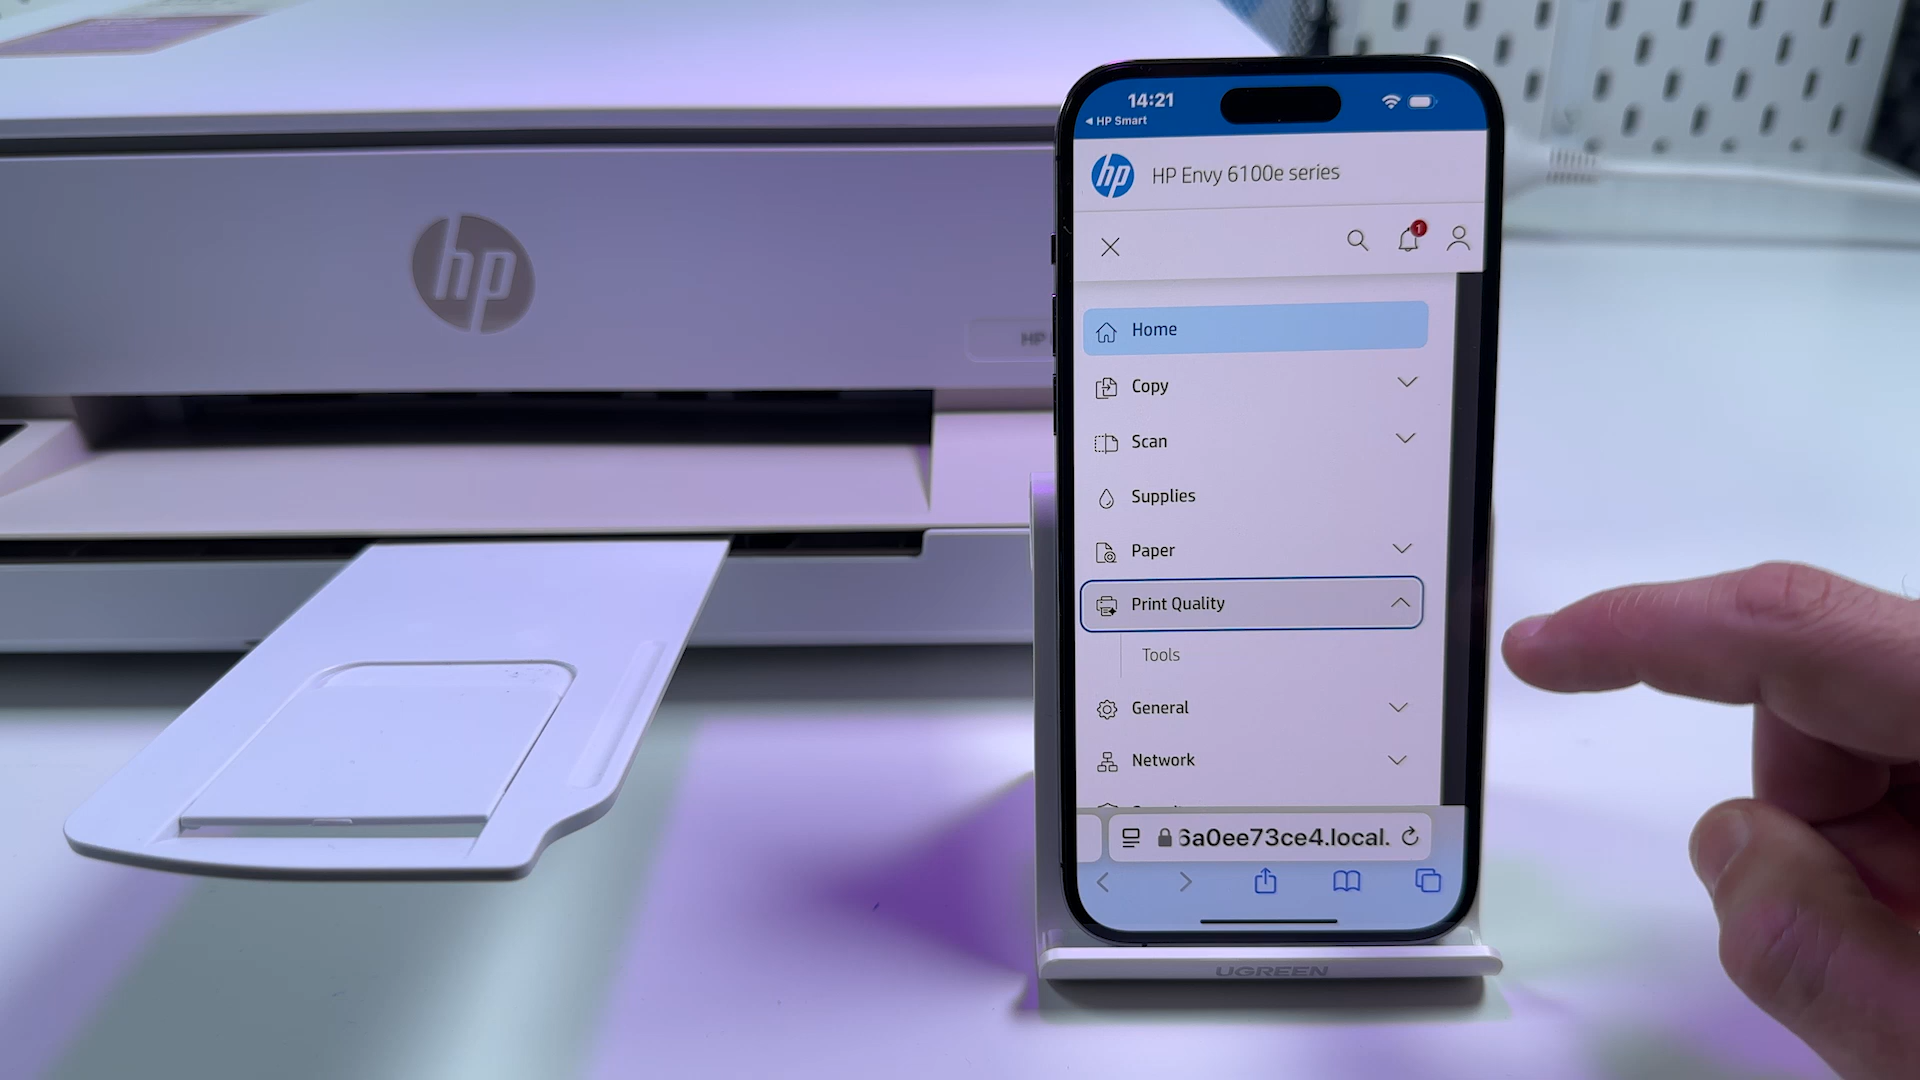 hp
HP
14:21
HP Smart
hp
HP Envy 6100e series
1
Home
Copy
Scan
Supplies
Paper
Print Quality
Tools
General
Network
6a0ee73ce4.local.
UGREEN